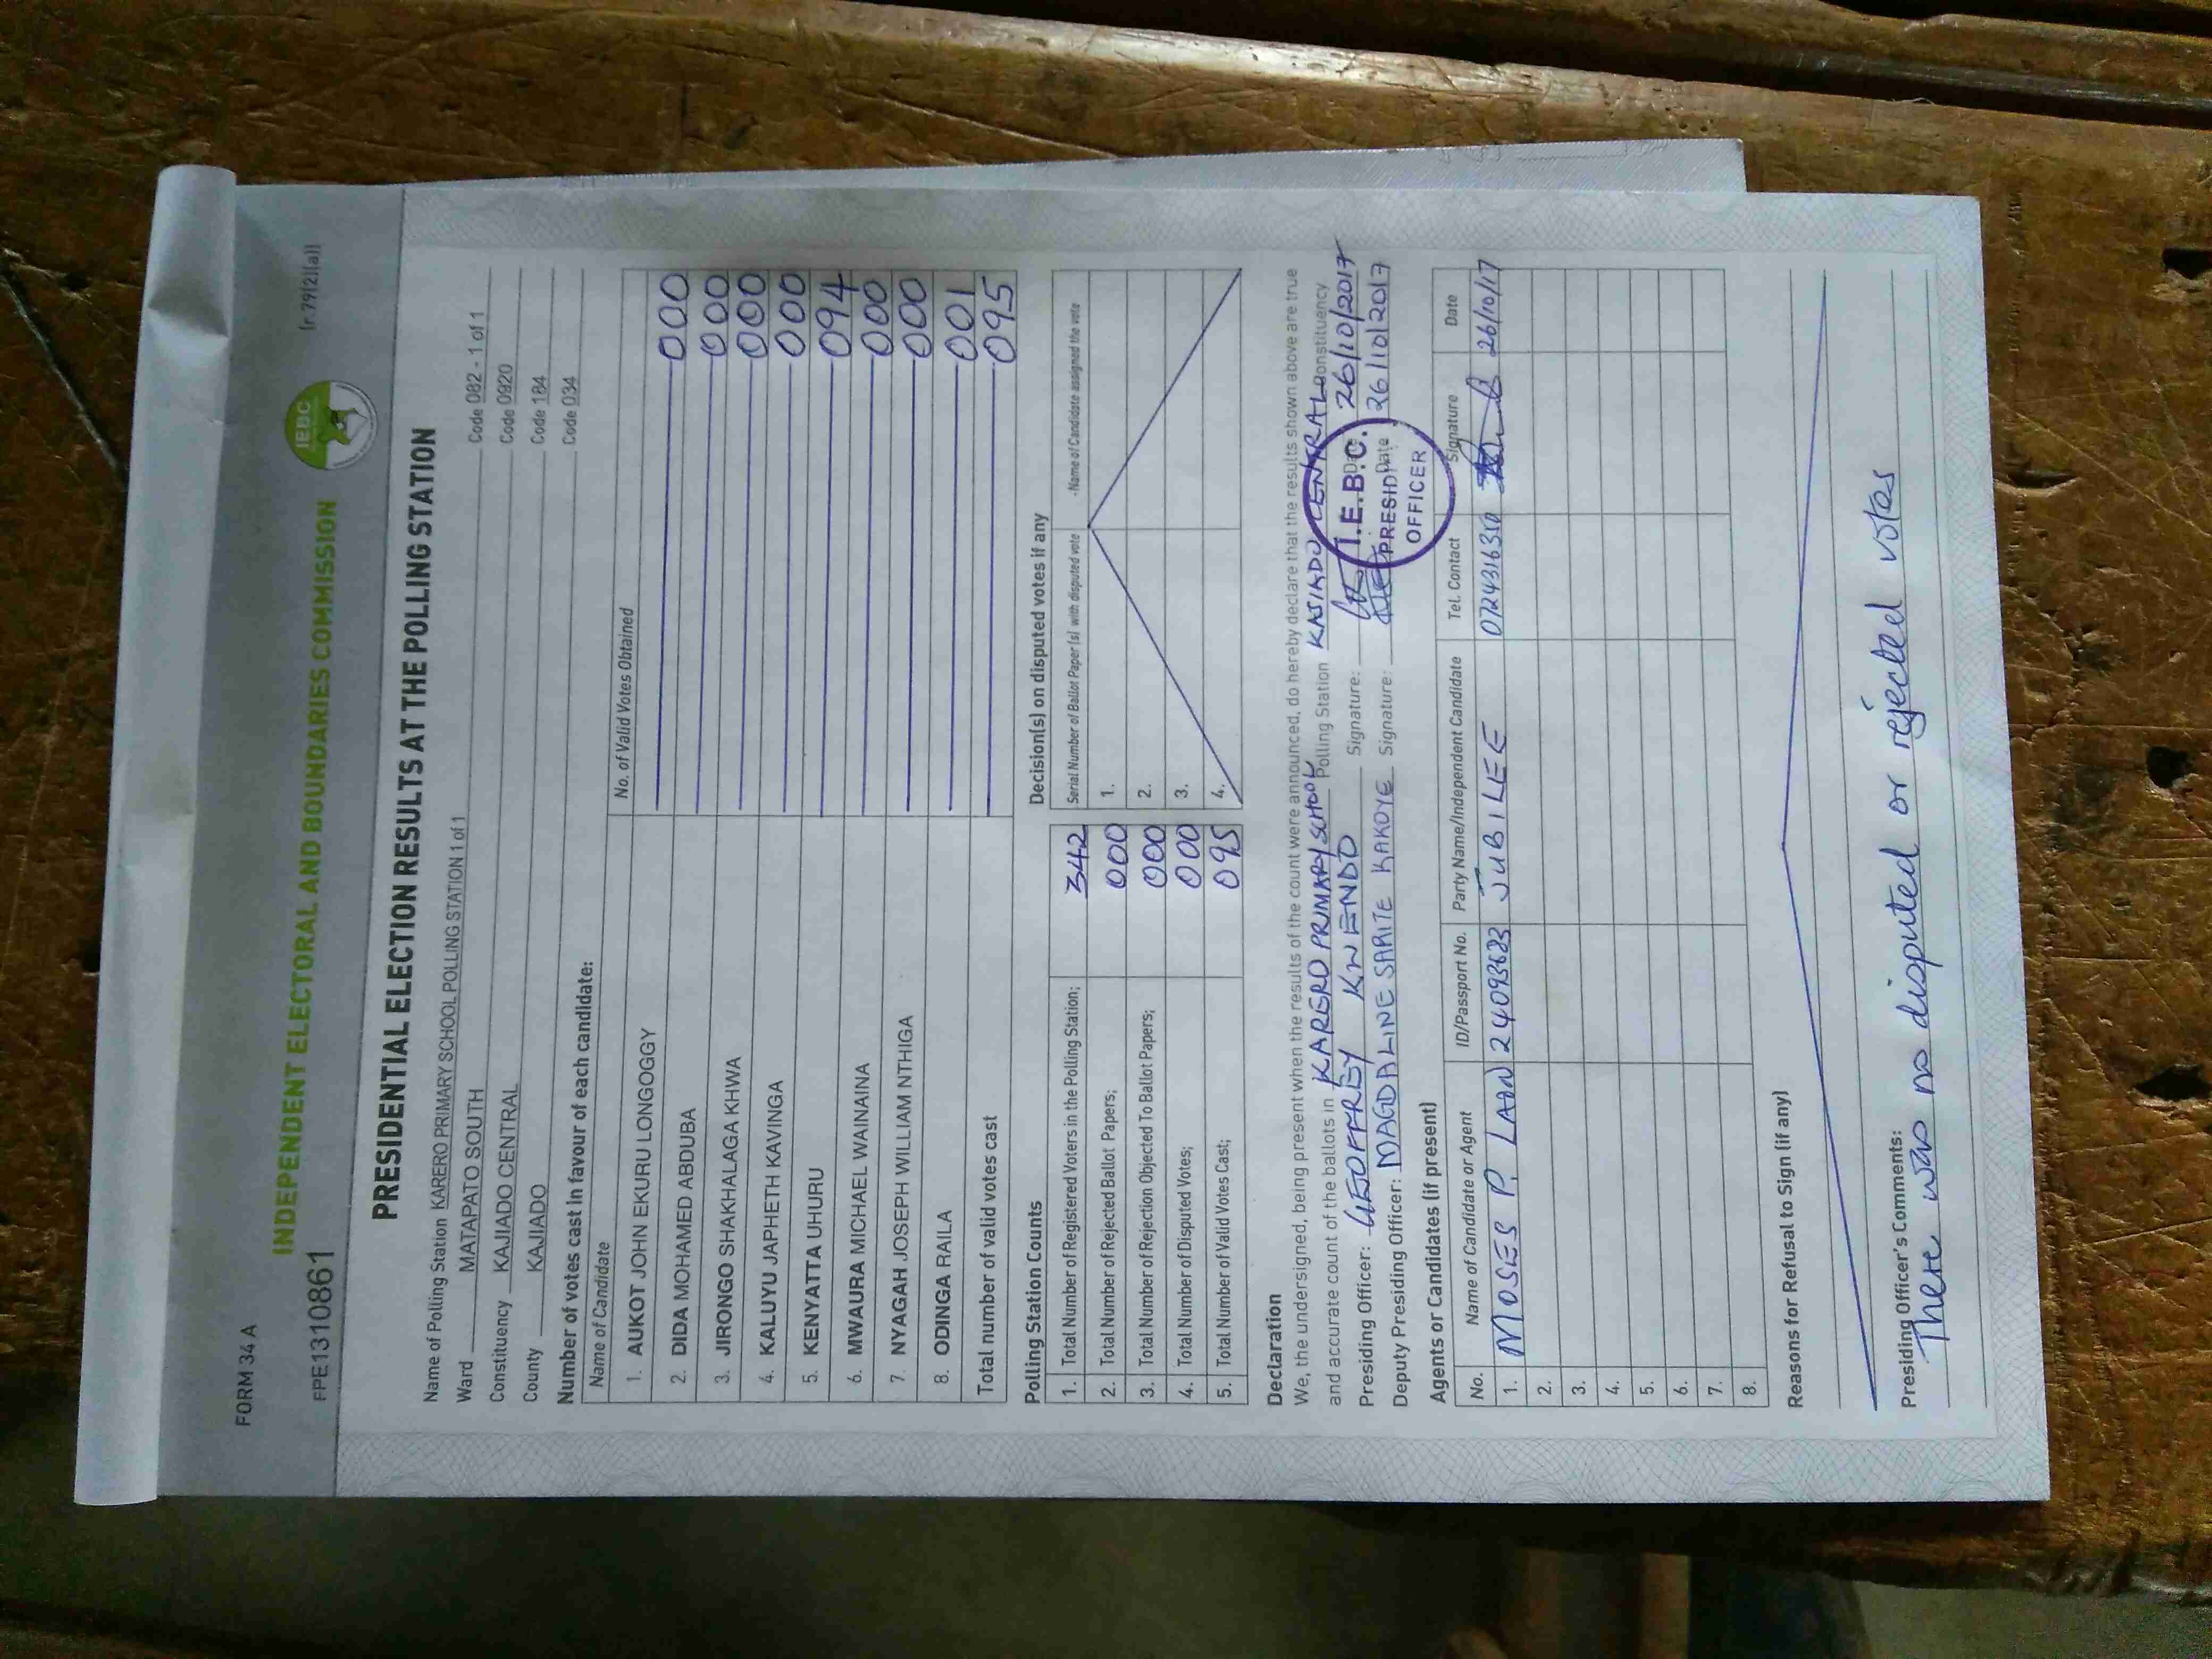 FORM 34 A
(r.79(2)(a))
IEBC
INDEPENDENT ELECTORAL AND BOUNDARIES COMMISSION
FPE1310861
PRESIDENTIAL ELECTION RESULTS AT THE POLLING STATION
Name of Polling Station KARERO PRIMARY SCHOOL POLLING STATION 1 of 1 Code 082 - 1 of 1
Ward MATAPATO SOUTH Code 0920
Constituency KAJIADO CENTRAL Code 184
County KAJIADO Code 034
Number of votes cast in favour of each candidate:
Name of Candidate No. of Valid Votes Obtained
1. AUKOT JOHN EKURU LONGOGGY 000
2. DIDA MOHAMED ABDUBA 000
3. JIRONGO SHAKHALAGA KHWA 000
4. KALUYU JAPHETH KAVINGA 000
5. KENYATTA UHURU 094
6. MWAURA MICHAEL WAINAINA 000
7. NYAGAH JOSEPH WILLIAM NTHIGA 000
8. ODINGA RAILA 001
Total number of valid votes cast 095
Polling Station Counts
1. Total Number of Registered Voters in the Polling Station; 342
2. Total Number of Rejected Ballot Papers; 000
3. Total Number of Rejection Objected To Ballot Papers; 000
4. Total Number of Disputed Votes; 000
5. Total Number of Valid Votes Cast; 095
Decision(s) on disputed votes if any
Serial Number of Ballot Paper (s) with disputed vote - Name of Candidate assigned the vote
1.
2.
3.
4.
Declaration
We, the undersigned, being present when the results of the count were announced, do hereby declare that the results shown above are true
and accurate count of the ballots in KARERO PRIMARY SCHOOL Polling Station KAJIADO CENTRAL Constituency
Presiding Officer: GEOFFREY KWENDO Signature: 26/10/2017
Deputy Presiding Officer: MAGDALINE SARITE KAKOYE Signature: Date 26/10/2017
I.E.B.C.
PRESIDING
OFFICER
Agents or Candidates (if present)
No. Name of Candidate or Agent ID/Passport No. Party Name/Independent Candidate Tel. Contact Signature Date
1. MOSES P. 24093623 JUBILEE 0724316350 26/10/17
2.
3.
4.
5.
6.
7.
8.
Reasons for Refusal to Sign (if any)
Presiding Officer's Comments:
There was no disputed or rejected votes